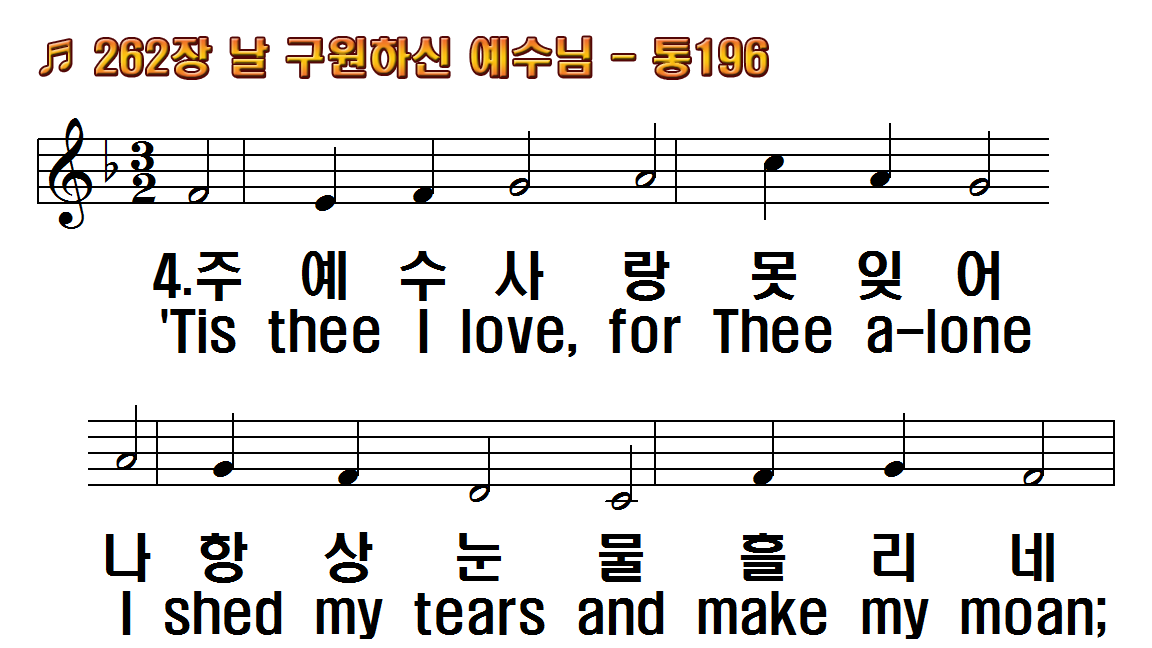 ♬ 262장 날 구원하신 예수님 - 통196
3
2
4.주 예 수 사 랑 못 잊 어
'Tis thee I love, for Thee a-lone
나 항 상 눈 물 흘 리 네
I shed my tears and make my moan;